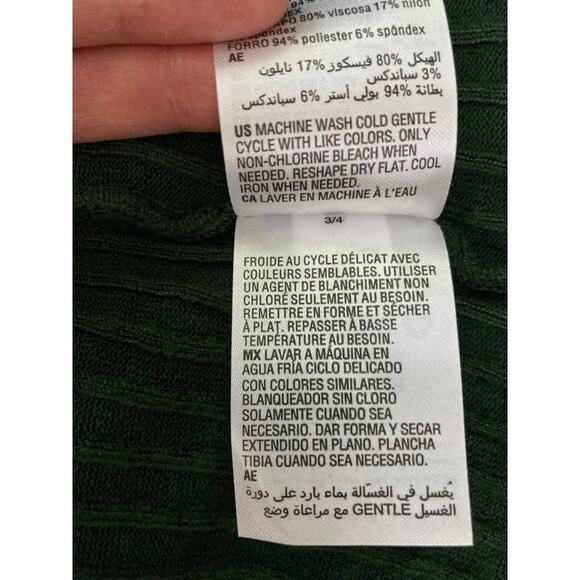 94%
80% viscosa 17% nilon
spandex
FORRO 94% poliester 6% spándex
AE
الهيكل 80% فيسكوز 17% نايلون
3% سباندكس
بطانة 94% بولي أستر 6% سباندكس
US MACHINE WASH COLD GENTLE
CYCLE WITH LIKE COLORS. ONLY
NON-CHLORINE BLEACH WHEN
NEEDED. RESHAPE DRY FLAT. COOL
IRON WHEN NEEDED.
CA LAVER EN MACHINE À L'EAU
3/4
FROIDE AU CYCLE DÉLICAT AVEC
COULEURS SEMBLABLES. UTILISER
UN AGENT DE BLANCHIMENT NON
CHLORÉ SEULEMENT AU BESOIN.
REMETTRE EN FORME ET SÉCHER
À PLAT. REPASSER À BASSE
TEMPÉRATURE AU BESOIN.
MX LAVAR A MÁQUINA EN
AGUA FRÍA CICLO DELICADO
CON COLORES SIMILARES.
BLANQUEADOR SIN CLORO
SOLAMENTE CUANDO SEA
NECESARIO. DAR FORMA Y SECAR
EXTENDIDO EN PLANO. PLANCHA
TIBIA CUANDO SEA NECESARIO.
AE
يُغسل في الغسّالة بماء بارد على دورة
الغسيل GENTLE مع مراعاة وضع